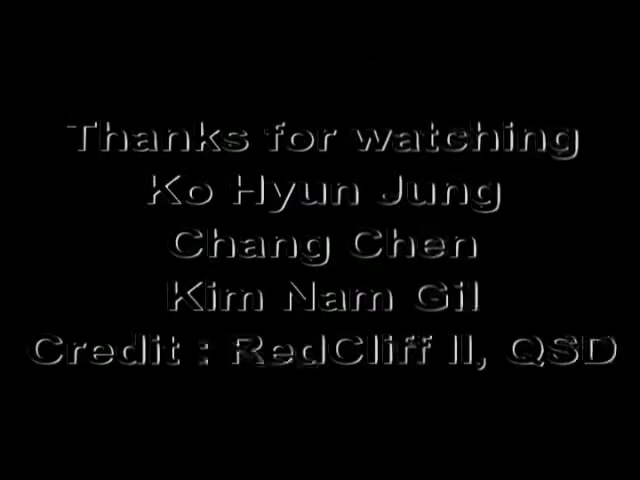 Thanks for watching
Ko Hyun Jung
Chang Chen
Kim Nam Gil
Credit : RedCliff II, QSD